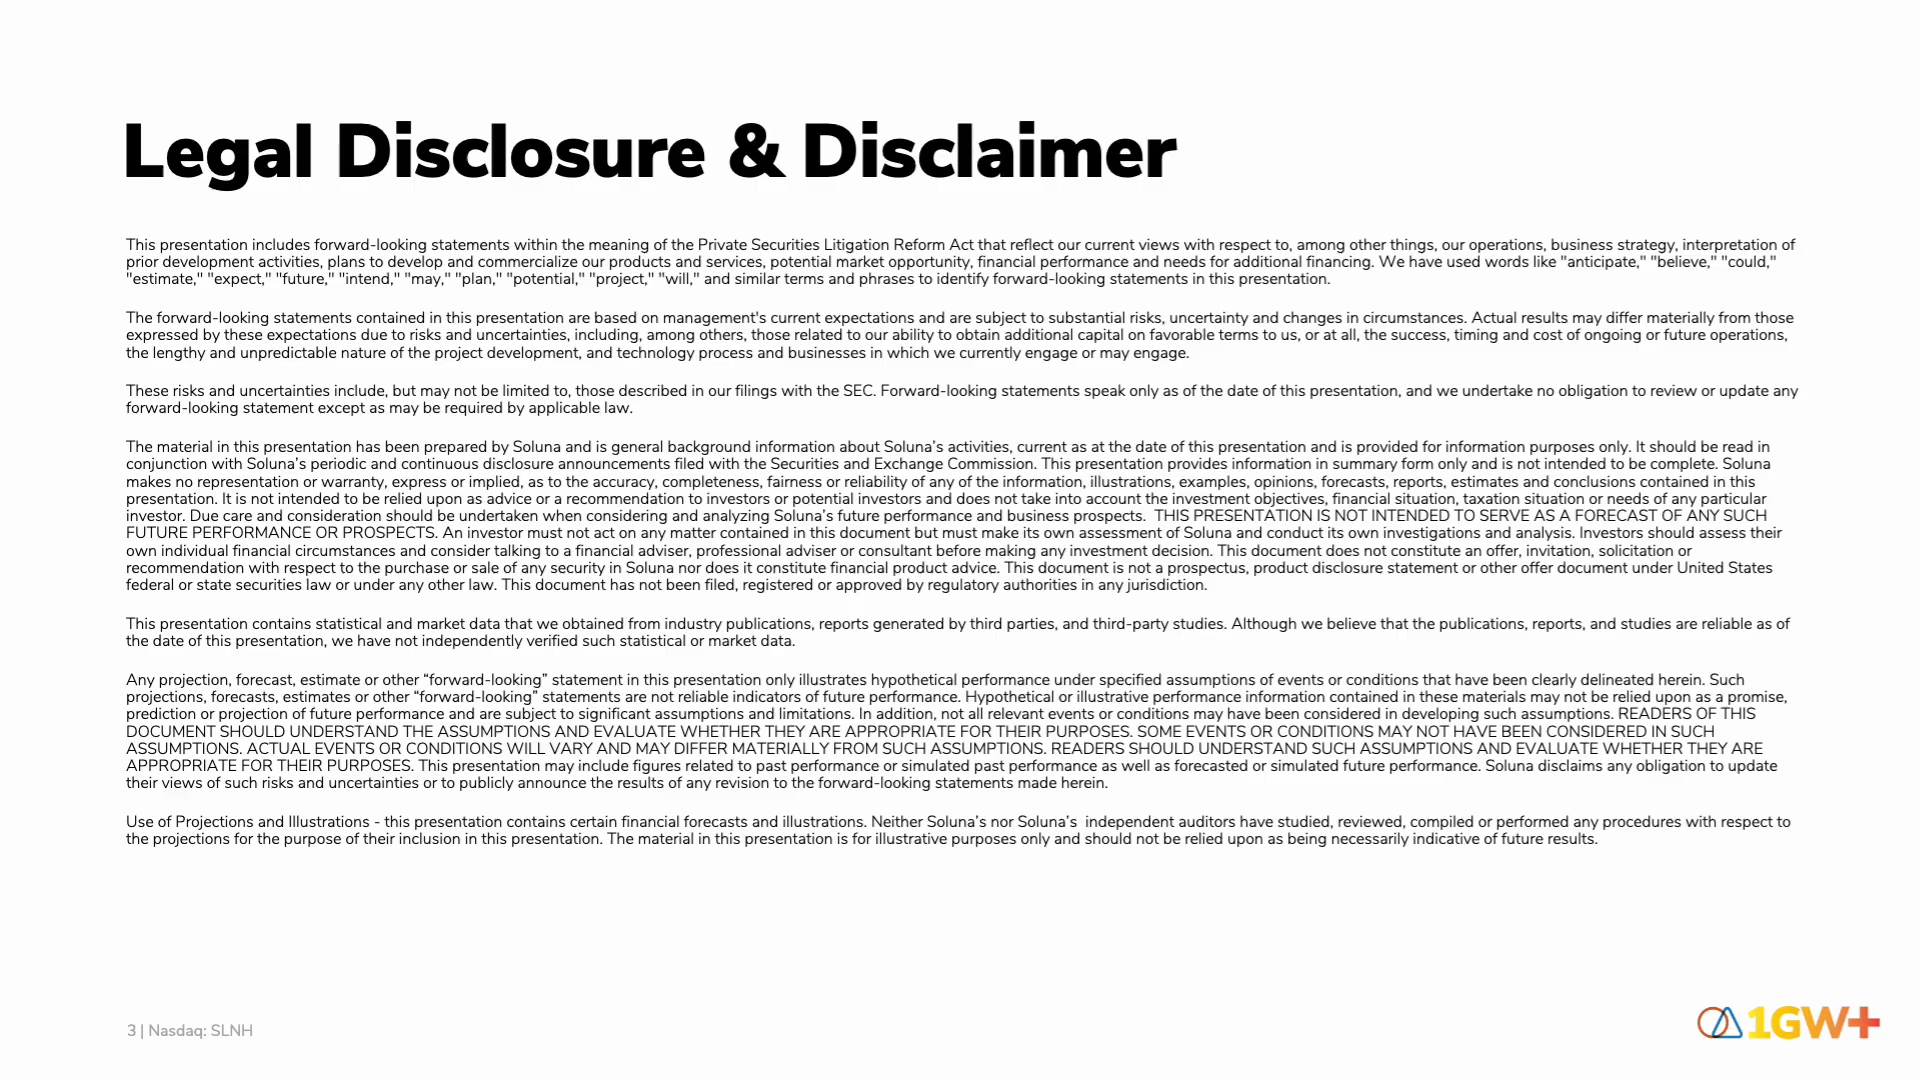 Legal Disclosure & Disclaimer
This presentation includes forward-looking statements within the meaning of the Private Securities Litigation Reform Act that reflect our current views with respect to, among other things, our operations, business strategy, interpretation of
prior development activities, plans to develop and commercialize our products and services, potential market opportunity, financial performance and needs for additional financing. We have used words like "anticipate," "believe," "could,"
"estimate," "expect," "future," "intend," "may," "plan," "potential," "project," "will," and similar terms and phrases to identify forward-looking statements in this presentation.
The forward-looking statements contained in this presentation are based on management's current expectations and are subject to substantial risks, uncertainty and changes in circumstances. Actual results may differ materially from those
expressed by these expectations due to risks and uncertainties, including, among others, those related to our ability to obtain additional capital on favorable terms to us, or at all, the success, timing and cost of ongoing or future operations,
the lengthy and unpredictable nature of the project development, and technology process and businesses in which we currently engage or may engage.
These risks and uncertainties include, but may not be limited to, those described in our filings with the SEC. Forward-looking statements speak only as of the date of this presentation, and we undertake no obligation to review or update any
forward-looking statement except as may be required by applicable law.
The material in this presentation has been prepared by Soluna and is general background information about Soluna’s activities, current as at the date of this presentation and is provided for information purposes only. It should be read in
conjunction with Soluna’s periodic and continuous disclosure announcements filed with the Securities and Exchange Commission. This presentation provides information in summary form only and is not intended to be complete. Soluna
makes no representation or warranty, express or implied, as to the accuracy, completeness, fairness or reliability of any of the information, illustrations, examples, opinions, forecasts, reports, estimates and conclusions contained in this
presentation. It is not intended to be relied upon as advice or a recommendation to investors or potential investors and does not take into account the investment objectives, financial situation, taxation situation or needs of any particular
investor. Due care and consideration should be undertaken when considering and analyzing Soluna’s future performance and business prospects.  THIS PRESENTATION IS NOT INTENDED TO SERVE AS A FORECAST OF ANY SUCH
FUTURE PERFORMANCE OR PROSPECTS. An investor must not act on any matter contained in this document but must make its own assessment of Soluna and conduct its own investigations and analysis. Investors should assess their
own individual financial circumstances and consider talking to a financial adviser, professional adviser or consultant before making any investment decision. This document does not constitute an offer, invitation, solicitation or
recommendation with respect to the purchase or sale of any security in Soluna nor does it constitute financial product advice. This document is not a prospectus, product disclosure statement or other offer document under United States
federal or state securities law or under any other law. This document has not been filed, registered or approved by regulatory authorities in any jurisdiction.
This presentation contains statistical and market data that we obtained from industry publications, reports generated by third parties, and third-party studies. Although we believe that the publications, reports, and studies are reliable as of
the date of this presentation, we have not independently verified such statistical or market data.
Any projection, forecast, estimate or other “forward-looking” statement in this presentation only illustrates hypothetical performance under specified assumptions of events or conditions that have been clearly delineated herein. Such
projections, forecasts, estimates or other “forward-looking” statements are not reliable indicators of future performance. Hypothetical or illustrative performance information contained in these materials may not be relied upon as a promise,
prediction or projection of future performance and are subject to significant assumptions and limitations. In addition, not all relevant events or conditions may have been considered in developing such assumptions. READERS OF THIS
DOCUMENT SHOULD UNDERSTAND THE ASSUMPTIONS AND EVALUATE WHETHER THEY ARE APPROPRIATE FOR THEIR PURPOSES. SOME EVENTS OR CONDITIONS MAY NOT HAVE BEEN CONSIDERED IN SUCH
ASSUMPTIONS. ACTUAL EVENTS OR CONDITIONS WILL VARY AND MAY DIFFER MATERIALLY FROM SUCH ASSUMPTIONS. READERS SHOULD UNDERSTAND SUCH ASSUMPTIONS AND EVALUATE WHETHER THEY ARE
APPROPRIATE FOR THEIR PURPOSES. This presentation may include figures related to past performance or simulated past performance as well as forecasted or simulated future performance. Soluna disclaims any obligation to update
their views of such risks and uncertainties or to publicly announce the results of any revision to the forward-looking statements made herein.
Use of Projections and Illustrations - this presentation contains certain financial forecasts and illustrations. Neither Soluna’s nor Soluna’s  independent auditors have studied, reviewed, compiled or performed any procedures with respect to
the projections for the purpose of their inclusion in this presentation. The material in this presentation is for illustrative purposes only and should not be relied upon as being necessarily indicative of future results.
3 | Nasdaq: SLNH
1GW+